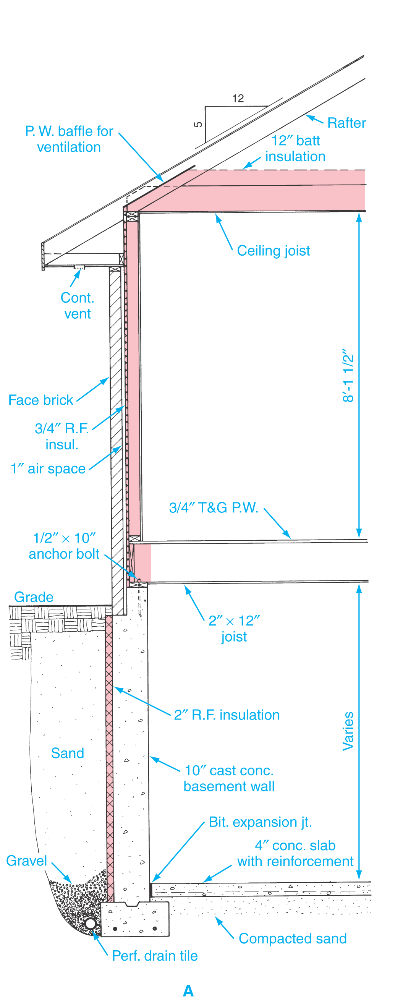 12
5
Rafter
P. W. baffle for
ventilation
12″ batt
insulation
Ceiling joist
Cont.
vent
8′-1 1/2″
Face brick
3/4″ R.F.
insul.
1″ air space
3/4″ T&G P.W.
1/2″ × 10″
anchor bolt
Grade
2″ × 12″
joist
2″ R.F. insulation
Varies
Sand
10″ cast conc.
basement wall
Bit. expansion jt.
4″ conc. slab
with reinforcement
Gravel
Compacted sand
Perf. drain tile
A